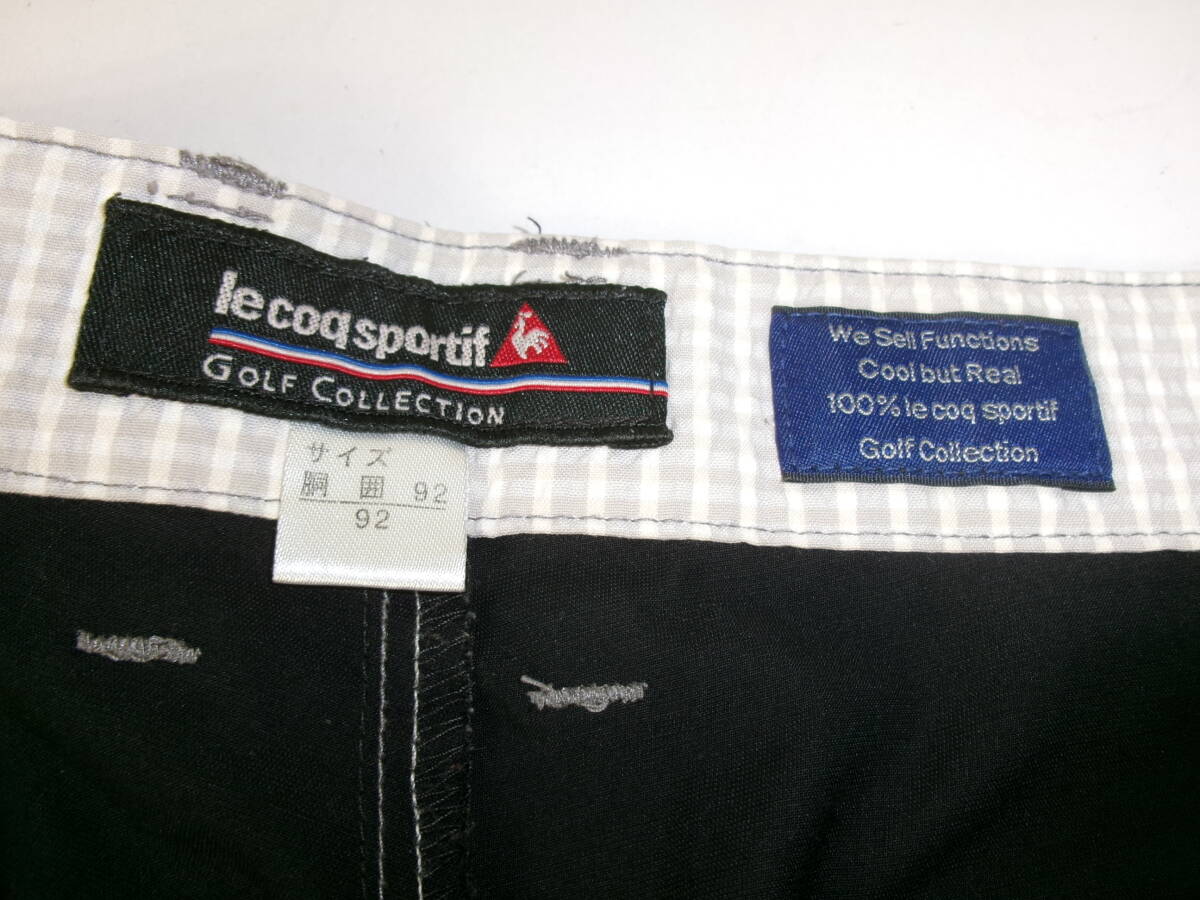 le coq sportif
GOLF COLLECTION
サイズ
胴囲 92
92
We Sell Functions
Cool but Real
100% le coq sportif
Golf Collection